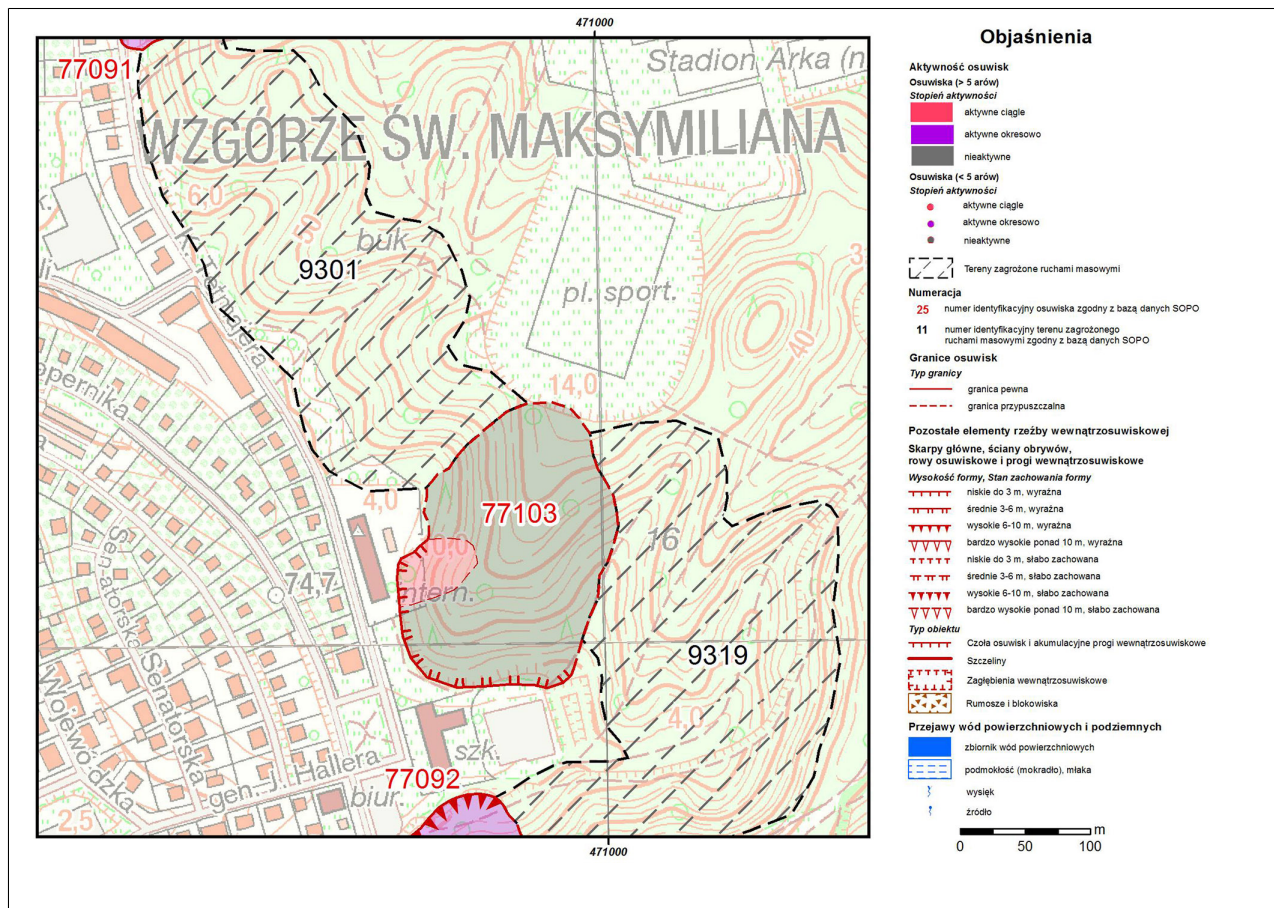 471000
77091
Stadion Arka (n
WZGÓRZE ŚW. MAKSYMILIANA
6,0
buk
9301
pl. sport.
K. Tetmajera
40
14,0
opernika
77103
4,0
16
0,0
intern.
74,7
Senatorska
Senatorska
Wojewódzka
9319
4,0
szk.
gen. J. Hallera
77092
biur.
2,5
471000
Objaśnienia
Aktywność osuwisk
Osuwiska (> 5 arów)
Stopień aktywności
aktywne ciągle
aktywne okresowo
nieaktywne
Osuwiska (< 5 arów)
Stopień aktywności
aktywne ciągle
aktywne okresowo
nieaktywne
Tereny zagrożone ruchami masowymi
Numeracja
25 numer identyfikacyjny osuwiska zgodny z bazą danych SOPO
11 numer identyfikacyjny terenu zagrożonego
ruchami masowymi zgodny z bazą danych SOPO
Granice osuwisk
Typ granicy
granica pewna
granica przypuszczalna
Pozostałe elementy rzeźby wewnątrzosuwiskowej
Skarpy główne, ściany obrywów,
rowy osuwiskowe i progi wewnątrzosuwiskowe
Wysokość formy, Stan zachowania formy
niskie do 3 m, wyraźna
średnie 3-6 m, wyraźna
wysokie 6-10 m, wyraźna
bardzo wysokie ponad 10 m, wyraźna
niskie do 3 m, słabo zachowana
średnie 3-6 m, słabo zachowana
wysokie 6-10 m, słabo zachowana
bardzo wysokie ponad 10 m, słabo zachowana
Typ obiektu
Czoła osuwisk i akumulacyjne progi wewnątrzosuwiskowe
Szczeliny
Zagłębienia wewnątrzosuwiskowe
Rumosze i blokowiska
Przejawy wód powierzchniowych i podziemnych
zbiornik wód powierzchniowych
podmokłość (mokradło), młaka
wysięk
źródło
m
0 50 100